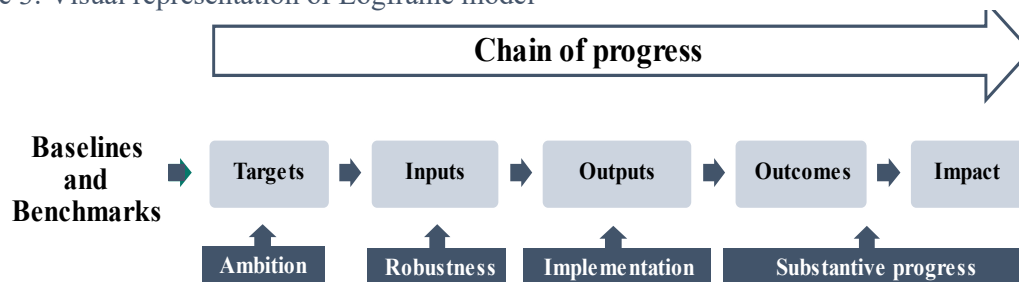 3: Visual representation of Logframe model
Chain of progress
Baselines
and
Benchmarks
Targets
Inputs
Outputs
Outcomes
Impact
Ambition
Robustness
Implementation
Substantive progress